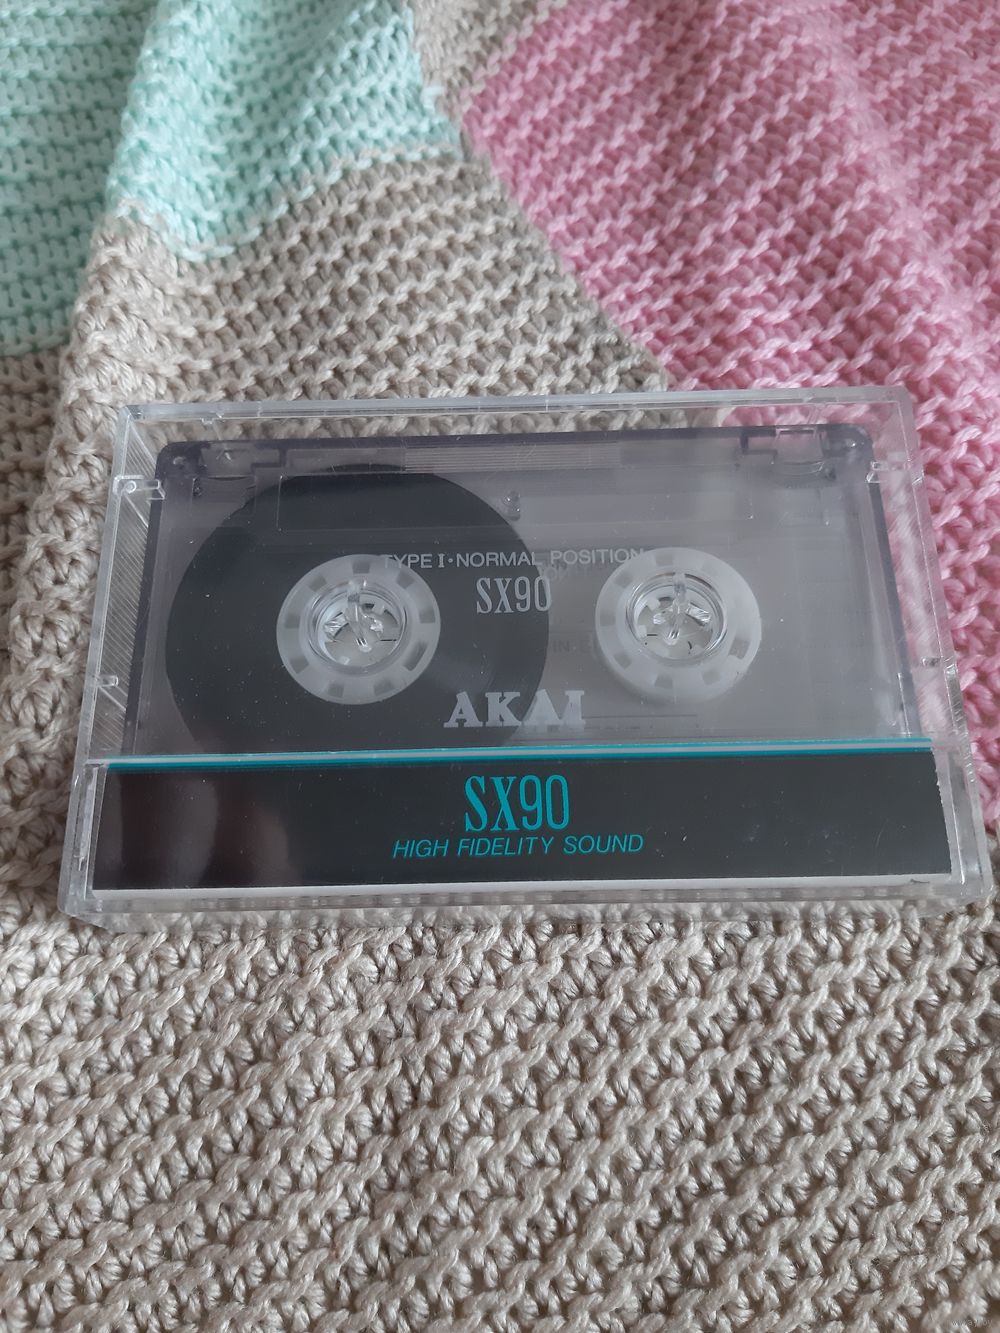 TYPE I·NORMAL POSITION
SX90
AKAI
SX90
HIGH FIDELITY SOUND